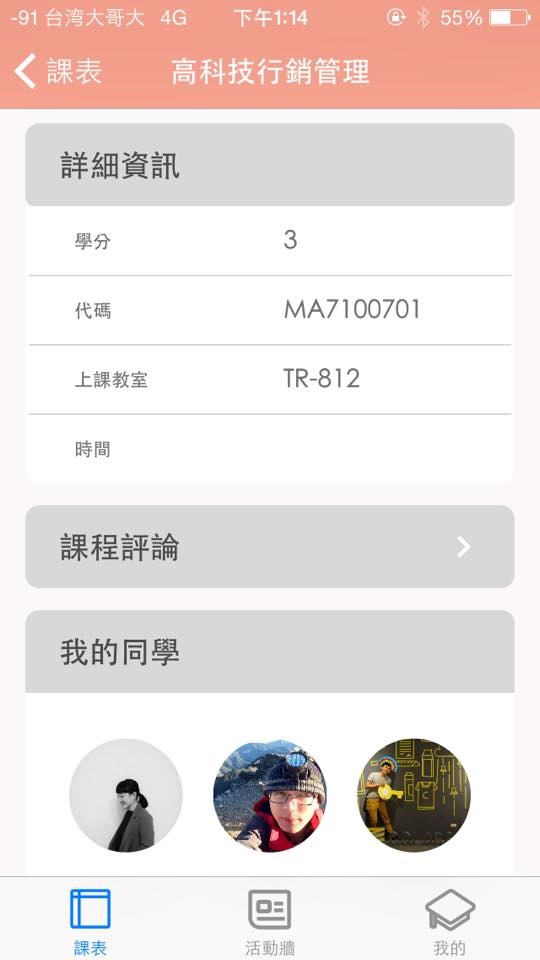 -91 台湾大哥大 4G 下午1:14 55%
課表 高科技行銷管理
詳細資訊
學分 3
代碼 MA7100701
上課教室 TR-812
時間
課程評論
我的同學
課表 活動牆 我的